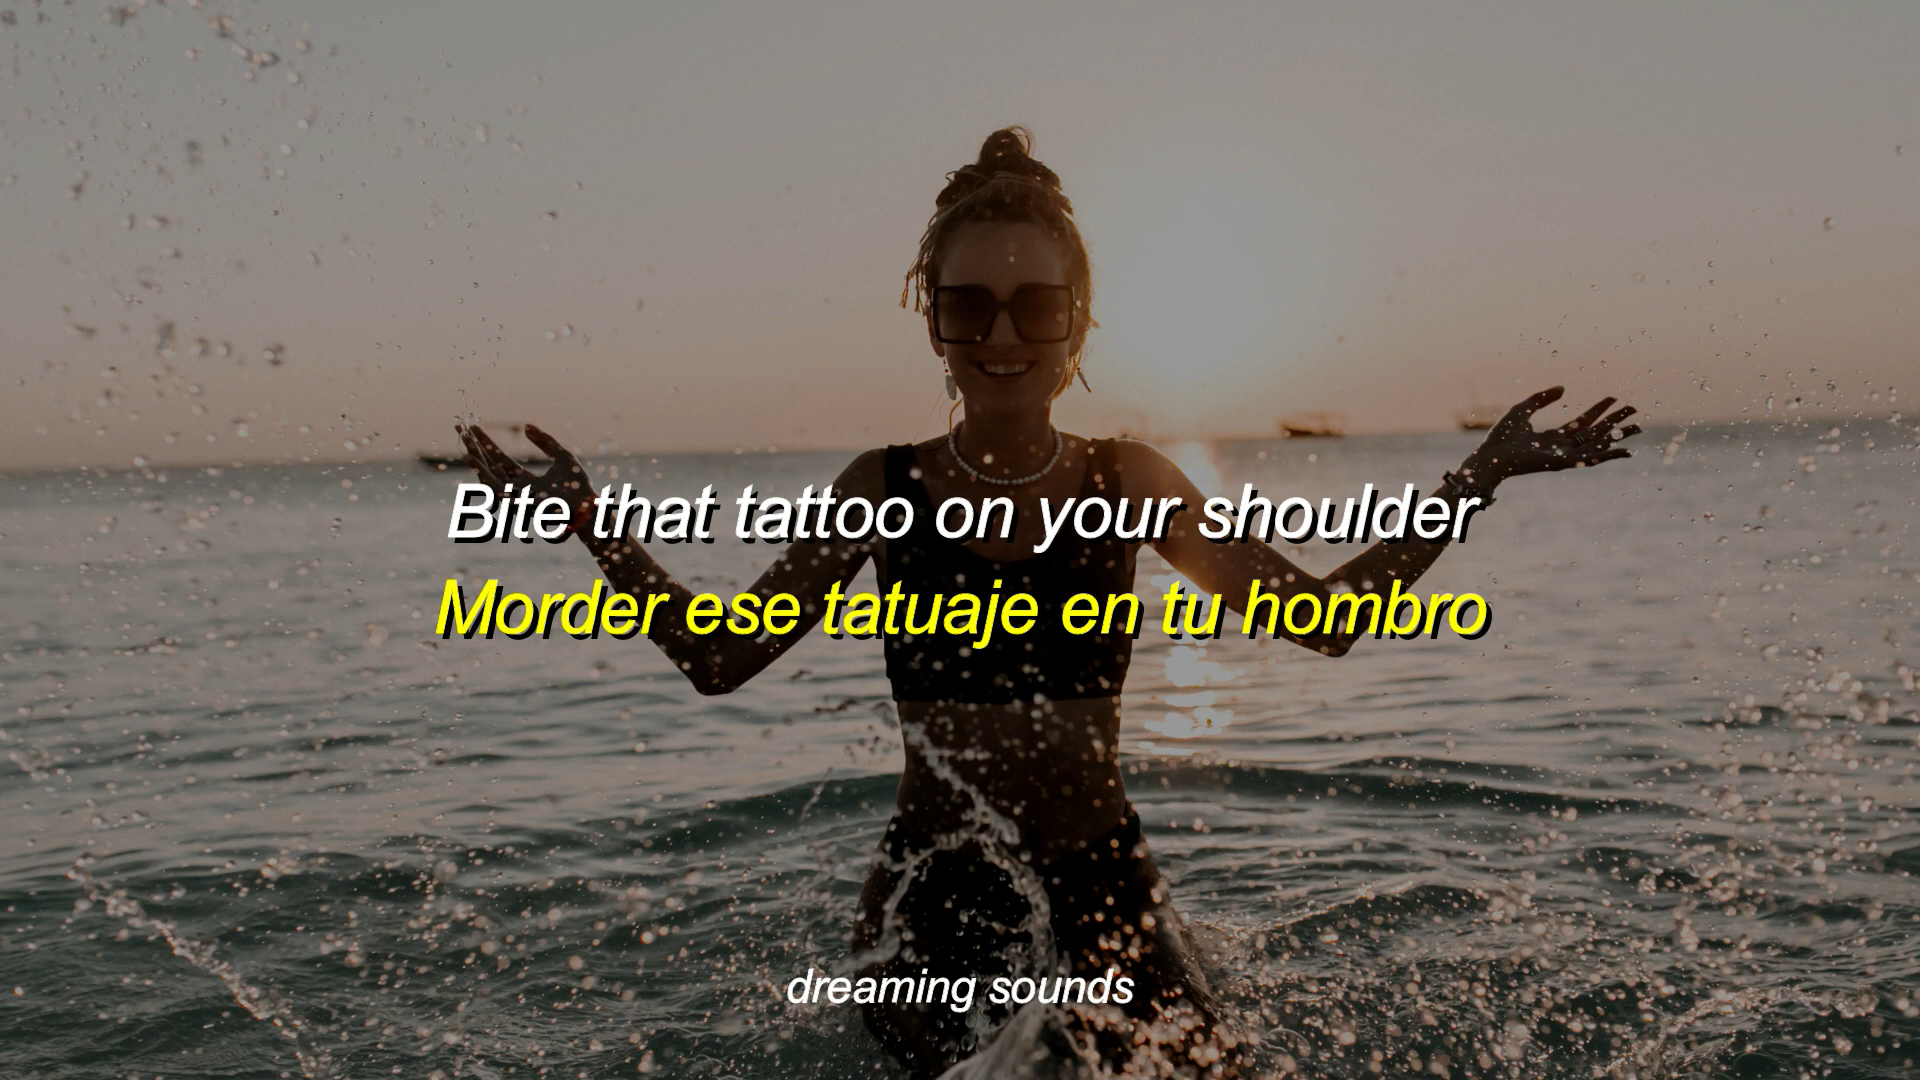 Bite that tattoo on your shoulder
Morder ese tatuaje en tu hombro
dreaming sounds